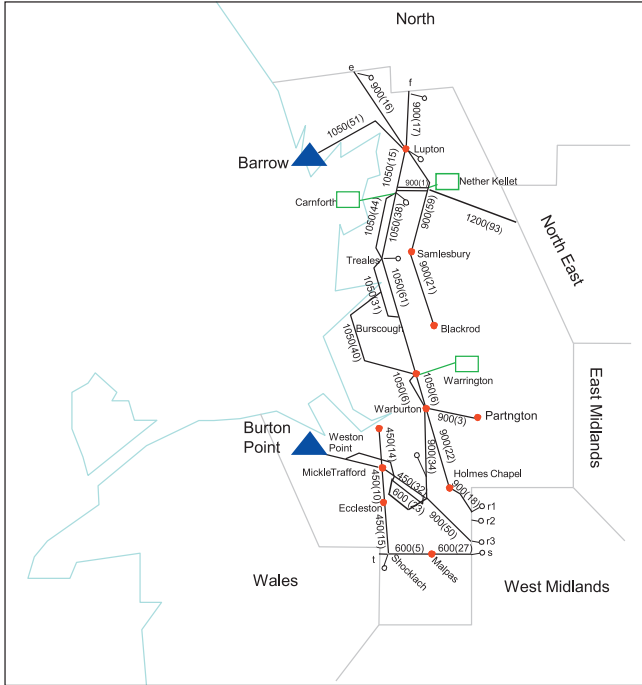 North
e
f
900(16)
900(17)
1050(51)
Lupton
Barrow
1050(15)
Nether Kellet
900(1)
Carnforth
1050(44)
1050(38)
900(59)
1200(93)
North East
Treales
Samlesbury
1050(61)
900(21)
1050(31)
Burscough
Blackrod
1050(40)
Warrington
East Midlands
1050(6)
1050(6)
Warburton
900(3)
Partngton
Burton
Point
Weston
Point
450(14)
900(34)
900(22)
MickleTrafford
Holmes Chapel
450(10)
450(32)
600 (23)
900(18)
r1
Eccleston
r2
900(50)
450(15)
r3
600(5)
600(27)
s
t
Shocklach
Malpas
Wales
West Midlands